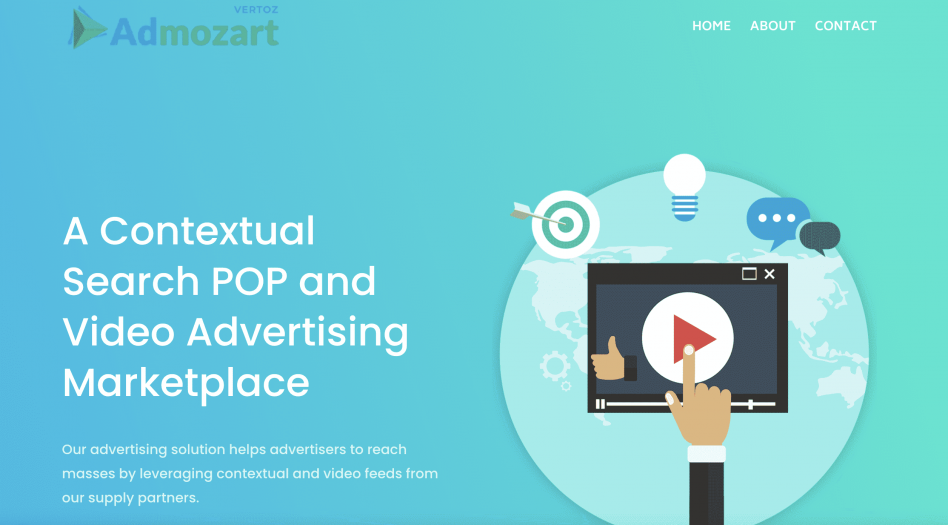 VERTOZ
Admozart
HOME ABOUT CONTACT
A Contextual
Search POP and
Video Advertising
Marketplace
Our advertising solution helps advertisers to reach
masses by leveraging contextual and video feeds from
our supply partners.